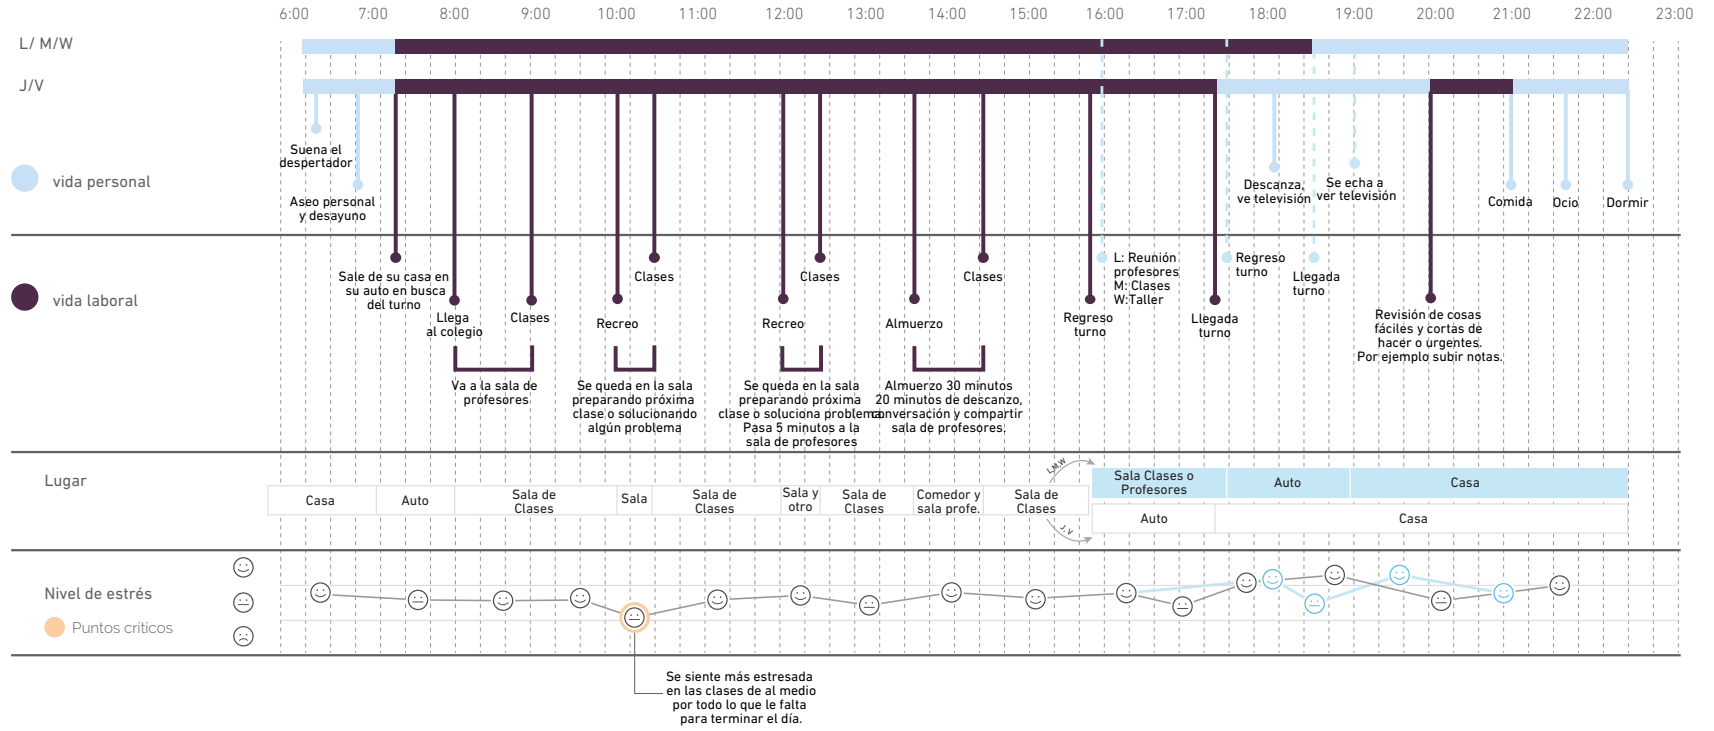 6:00 7:00 8:00 9:00 10:00 11:00 12:00 13:00 14:00 15:00 16:00 17:00 18:00 19:00 20:00 21:00 22:00 23:00
L/ M/W
J/V
Suena el
despertador
vida personal
Aseo personal
y desayuno
Descanza,
ve televisión
Se echa a
ver televisión
Comida
Ocio
Dormir
vida laboral
Sale de su casa en
su auto en busca
del turno
Llega
al colegio
Clases
Recreo
Clases
Recreo
Clases
Almuerzo
Clases
Regreso
turno
L: Reunión
profesores
M: Clases
W:Taller
Llegada
turno
Regreso
turno
Llegada
turno
Revisión de cosas
fáciles y cortas de
hacer o urgentes.
Por ejemplo subir notas.
Va a la sala de
profesores
Se queda en la sala
preparando próxima
clase o solucionando
algún problema
Se queda en la sala
preparando próxima
clase o soluciona problema.
Pasa 5 minutos a la
sala de profesores
Almuerzo 30 minutos
20 minutos de descanzo,
conversación y compartir
sala de profesores.
Lugar
Casa
Auto
Sala de
Clases
Sala
Sala de
Clases
Sala y
otro
Sala de
Clases
Comedor y
sala profe.
Sala de
Clases
L,M,W
Sala Clases o
Profesores
Auto
Casa
J, V
Auto
Casa
Nivel de estrés
Puntos críticos
Se siente más estresada
en las clases de al medio
por todo lo que le falta
para terminar el día.